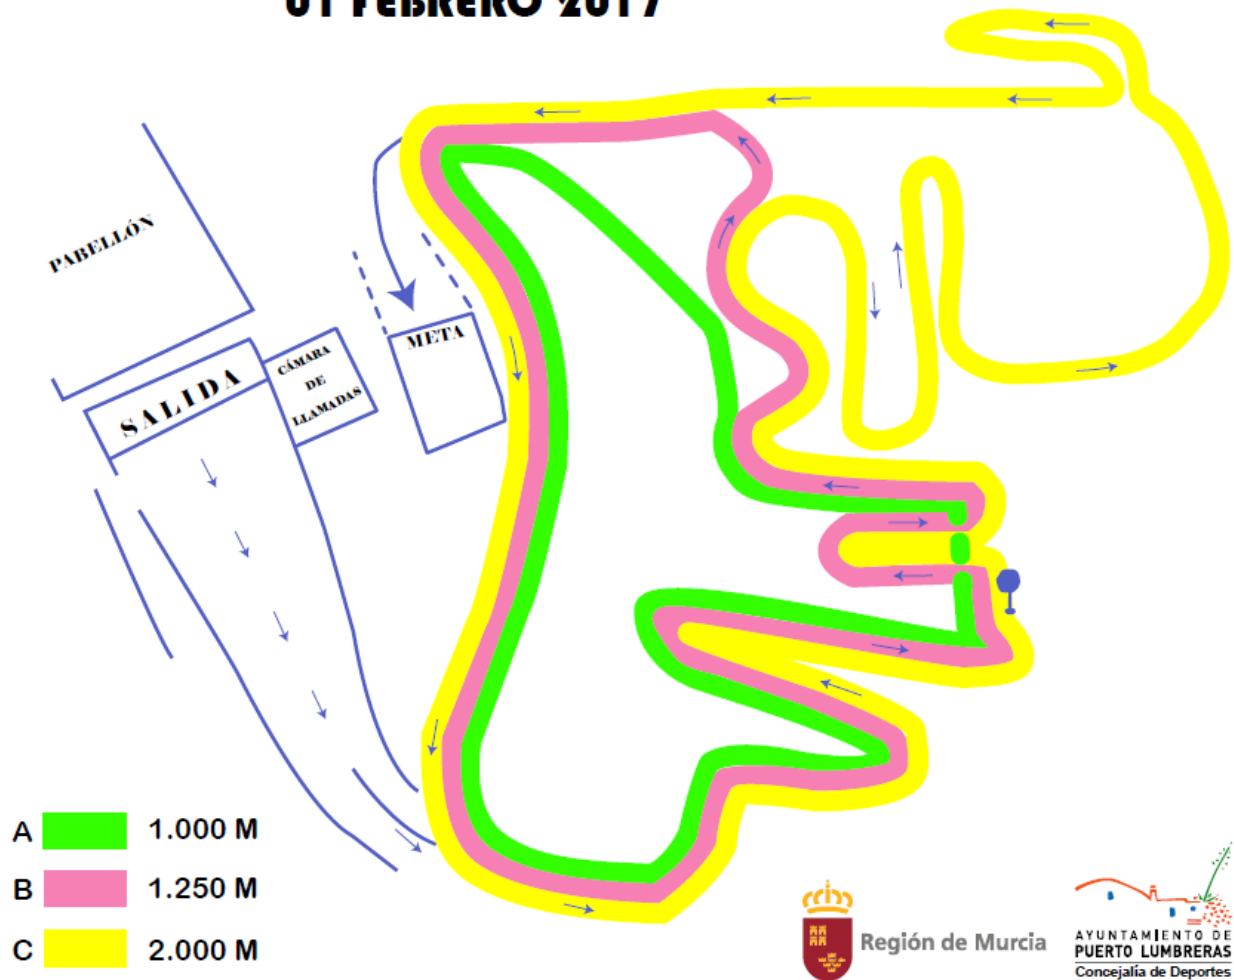 01 FEBRERO 2017
PABELLÓN
SALIDA
CÁMARA
DE
LLAMADAS
META
A 1.000 M
B 1.250 M
C 2.000 M
Región de Murcia
AYUNTAMIENTO DE
PUERTO LUMBRERAS
Concejalía de Deportes